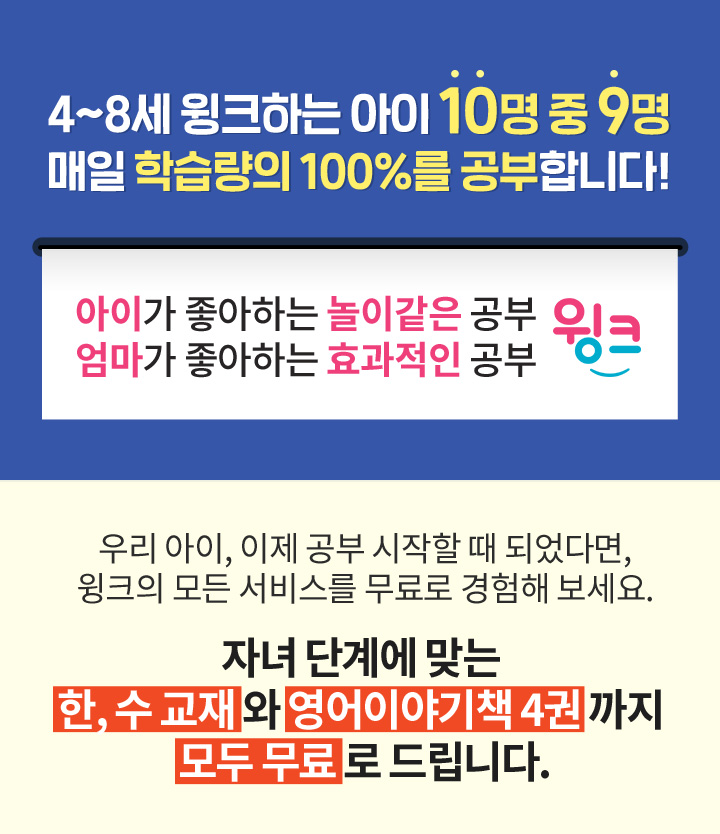 4~8세 윙크하는 아이 10명 중 9명
매일 학습량의 100%를 공부합니다!
아이가 좋아하는 놀이같은 공부
엄마가 좋아하는 효과적인 공부
윙크
우리 아이, 이제 공부 시작할 때 되었다면,
윙크의 모든 서비스를 무료로 경험해 보세요.
자녀 단계에 맞는
한, 수 교재와 영어이야기책 4권까지
모두 무료로 드립니다.